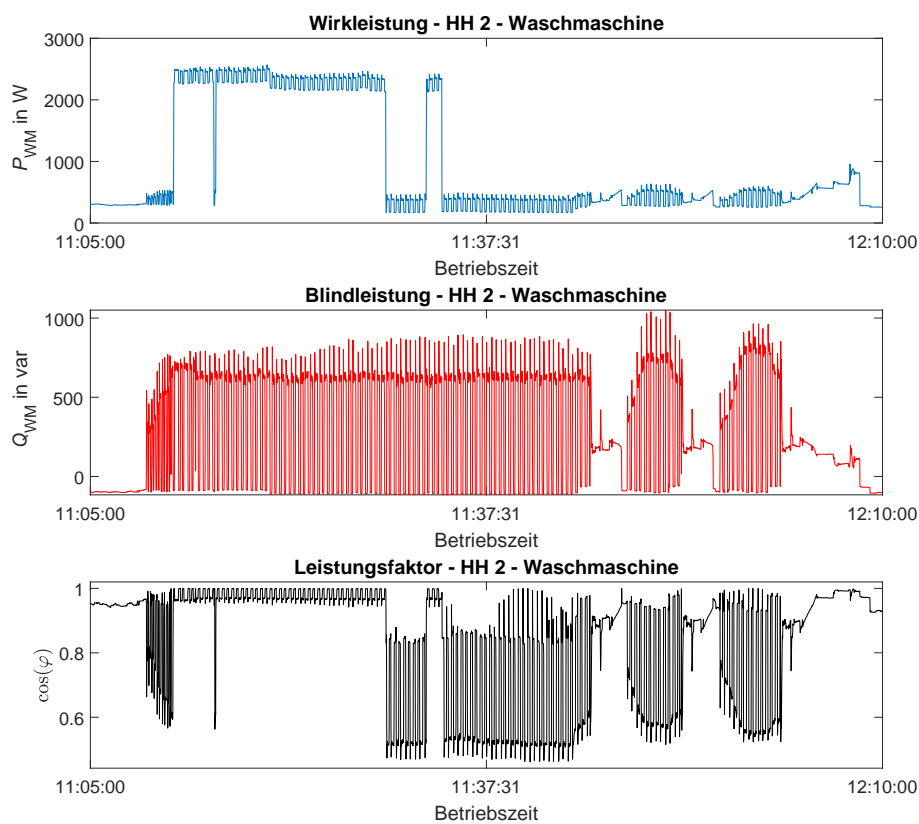 Wirkleistung - HH 2 - Waschmaschine
3000
2000
1000
0
P_WM in W
11:05:00 11:37:31 12:10:00
Betriebszeit
Blindleistung - HH 2 - Waschmaschine
1000
500
0
Q_WM in var
11:05:00 11:37:31 12:10:00
Betriebszeit
Leistungsfaktor - HH 2 - Waschmaschine
1
0.8
0.6
cos(φ)
11:05:00 11:37:31 12:10:00
Betriebszeit